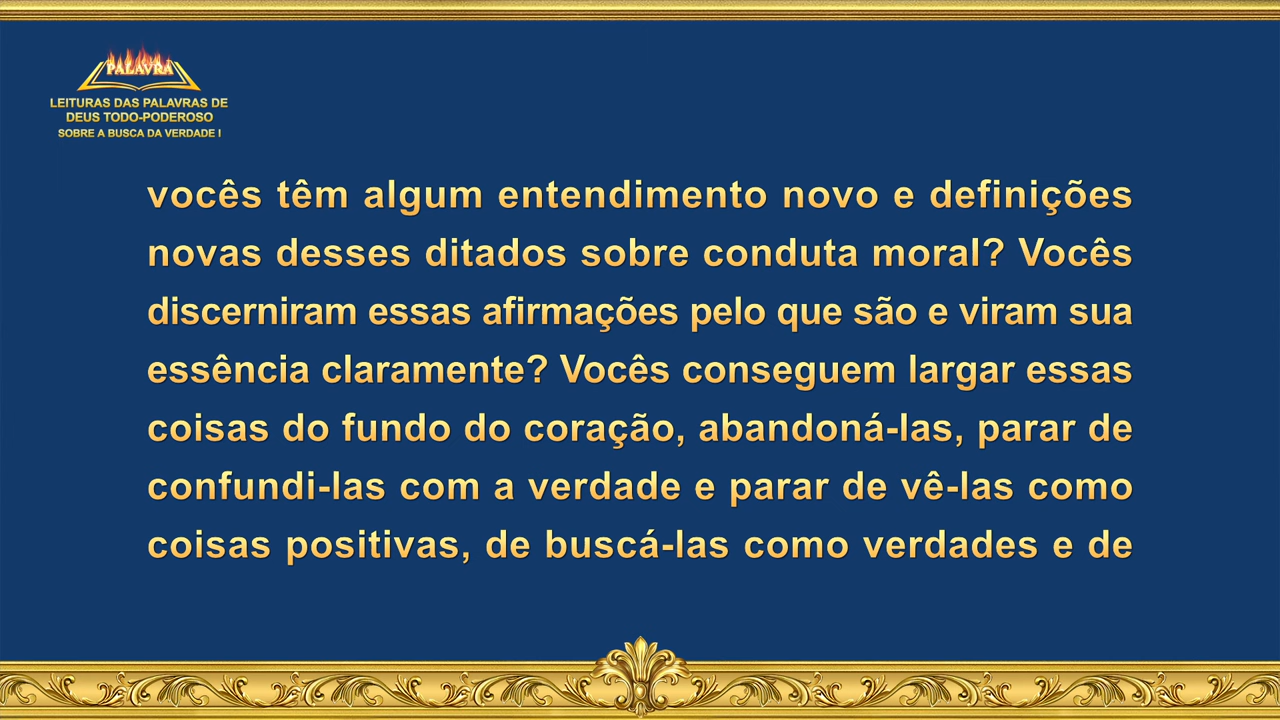 PALAVRA
LEITURAS DAS PALAVRAS DE
DEUS TODO-PODEROSO
SOBRE A BUSCA DA VERDADE I
vocês têm algum entendimento novo e definições
novas desses ditados sobre conduta moral? Vocês
discerniram essas afirmações pelo que são e viram sua
essência claramente? Vocês conseguem largar essas
coisas do fundo do coração, abandoná-las, parar de
confundi-las com a verdade e parar de vê-las como
coisas positivas, de buscá-las como verdades e de